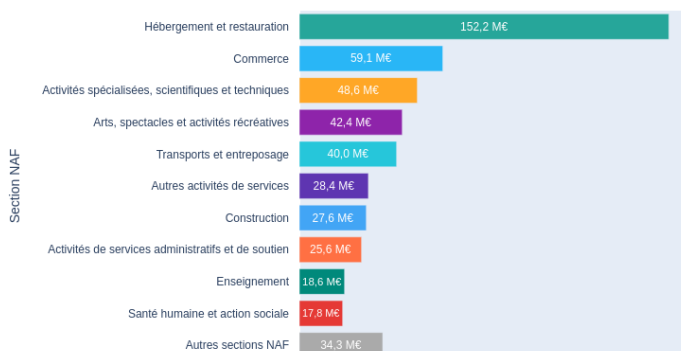 Section NAF
Hébergement et restauration 152,2 M€
Commerce 59,1 M€
Activités spécialisées, scientifiques et techniques 48,6 M€
Arts, spectacles et activités récréatives 42,4 M€
Transports et entreposage 40,0 M€
Autres activités de services 28,4 M€
Construction 27,6 M€
Activités de services administratifs et de soutien 25,6 M€
Enseignement 18,6 M€
Santé humaine et action sociale 17,8 M€
Autres sections NAF 34,3 M€